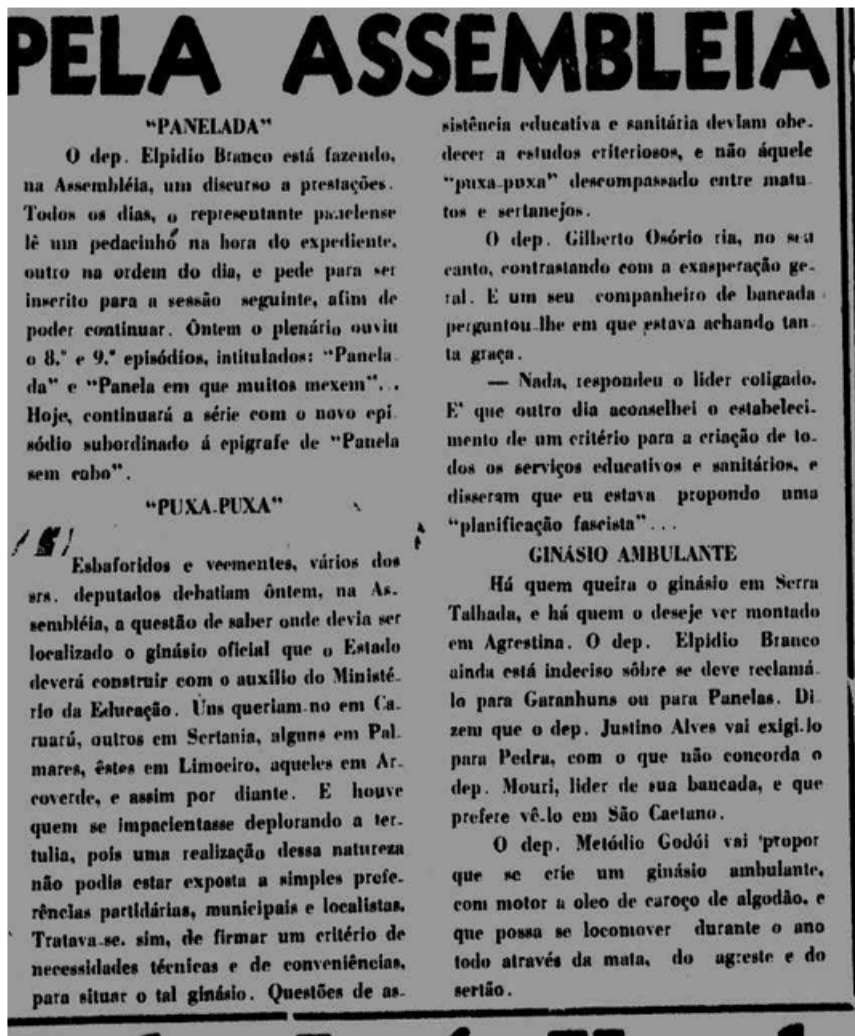 PELA ASSEMBLEIA
"PANELADA"
O dep. Elpidio Branco está fazendo,
na Assembléia, um discurso a prestações.
Todos os dias, o representante panelense
lê um pedacinho na hora do expediente,
outro na ordem do dia, e pede para ser
inscrito para a sessão seguinte, afim de
poder continuar. Ôntem o plenário ouviu
o 8.º e 9.º episódios, intitulados: "Panela
da" e "Panela em que muitos mexem"...
Hoje, continuará a série com o novo epi
sódio subordinado á epigrafe de "Panela
sem cabo".
"PUXA-PUXA"
Esbaforidos e veementes, vários dos
srs. deputados debatiam ôntem, na As-
sembléia, a questão de saber onde devia ser
localizado o ginásio oficial que o Estado
deverá construir com o auxilio do Ministé-
rio da Educação. Uns queriam-no em Ca-
ruarú, outros em Sertania, alguns em Pal-
mares, êstes em Limoeiro, aqueles em Ar-
coverde, e assim por diante. E houve
quem se impacientasse deplorando a ter-
tulia, pois uma realização dessa natureza
não podia estar exposta a simples prefe-
rências partidárias, municipais e localistas.
Tratava-se, sim, de firmar um critério de
necessidades técnicas e de conveniências,
para situar o tal ginásio. Questões de as-
sistência educativa e sanitária deviam obe-
decer a estudos criteriosos, e não áquele
"puxa-puxa" descompassado entre matu-
tos e sertanejos.
O dep. Gilberto Osório ria, no seu
canto, contrastando com a exasperação ge-
ral. E um seu companheiro de bancada
perguntou-lhe em que estava achando tan
ta graça.
— Nada, respondeu o lider coligado.
E' que outro dia aconselhei o estabeleci-
mento de um critério para a criação de to-
dos os serviços educativos e sanitários, e
disseram que eu estava propondo uma
"planificação fascista"...
GINÁSIO AMBULANTE
Há quem queira o ginásio em Serra
Talhada, e há quem o deseje ver montado
em Agrestina. O dep. Elpidio Branco
ainda está indeciso sôbre se deve reclamá-
lo para Garanhuns ou para Panelas. Di
zem que o dep. Justino Alves vai exigi-lo
para Pedra, com o que não concorda o
dep. Mouri, lider de sua bancada, e que
prefere vê-lo em São Caetano.
O dep. Metódio Godói vai propor
que se crie um ginásio ambulante,
com motor a oleo de caroço de algodão, e
que possa se locomover durante o ano
todo através da mata, do agreste e do
sertão.